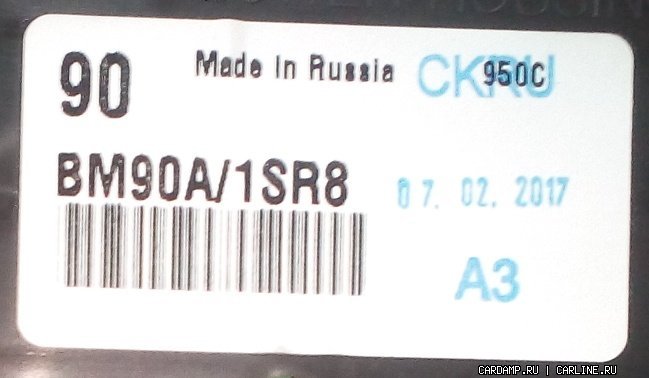 90
Made In Russia
CKRU
950C
BM90A/1SR8
07. 02. 2017
A3
CARDAMP.RU | CARLINE.RU